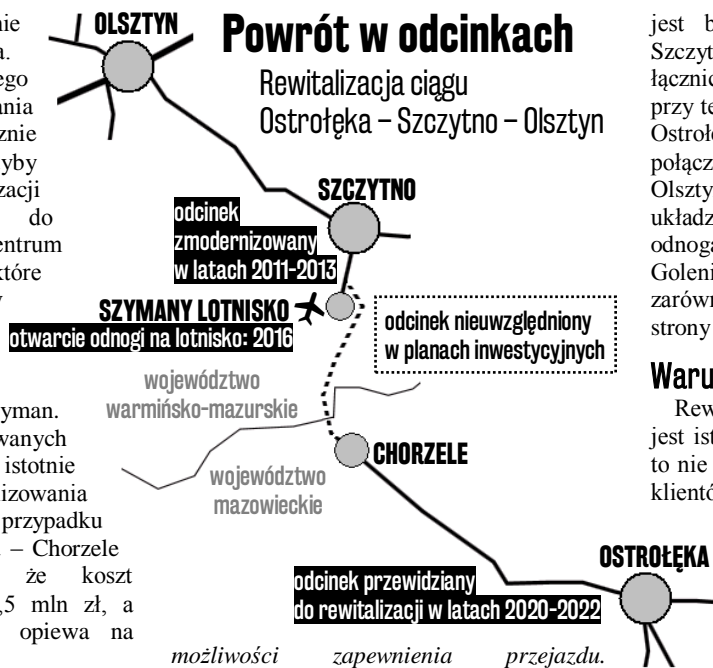 nie
a.
ego
ania
znie
yby
zacji
do
entrum
które
y
OLSZTYN
Powrót w odcinkach
Rewitalizacja ciągu
Ostrołęka – Szczytno – Olsztyn
SZCZYTNO
odcinek
zmodernizowany
w latach 2011-2013
SZYMANY LOTNISKO
otwarcie odnogi na lotnisko: 2016
odcinek nieuwzględniony
w planach inwestycyjnych
województwo
warmińsko-mazurskie
województwo
mazowieckie
CHORZELE
OSTROŁĘKA
odcinek przewidziany
do rewitalizacji w latach 2020-2022
yman.
wanych
istotnie
lizowania
przypadku
– Chorzele
że koszt
,5 mln zł, a
opiewa na
możliwości zapewnienia przejazdu.
jest b
Szczyt
łącznic
przy te
Ostroł
połącz
Olszty
układz
odnoga
Goleni
zarówn
strony
Waru
Rew
jest ist
to nie
klientó